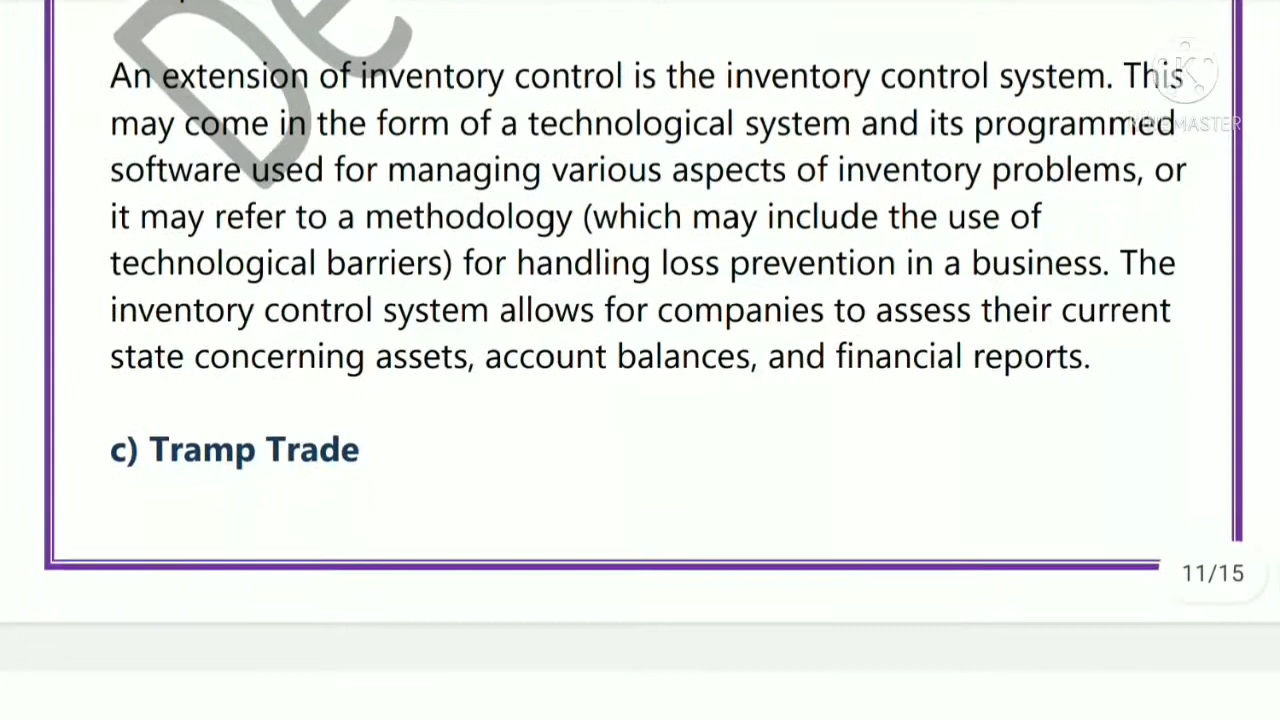 An extension of inventory control is the inventory control system. This
may come in the form of a technological system and its programmed
software used for managing various aspects of inventory problems, or
it may refer to a methodology (which may include the use of
technological barriers) for handling loss prevention in a business. The
inventory control system allows for companies to assess their current
state concerning assets, account balances, and financial reports.
c) Tramp Trade
11/15